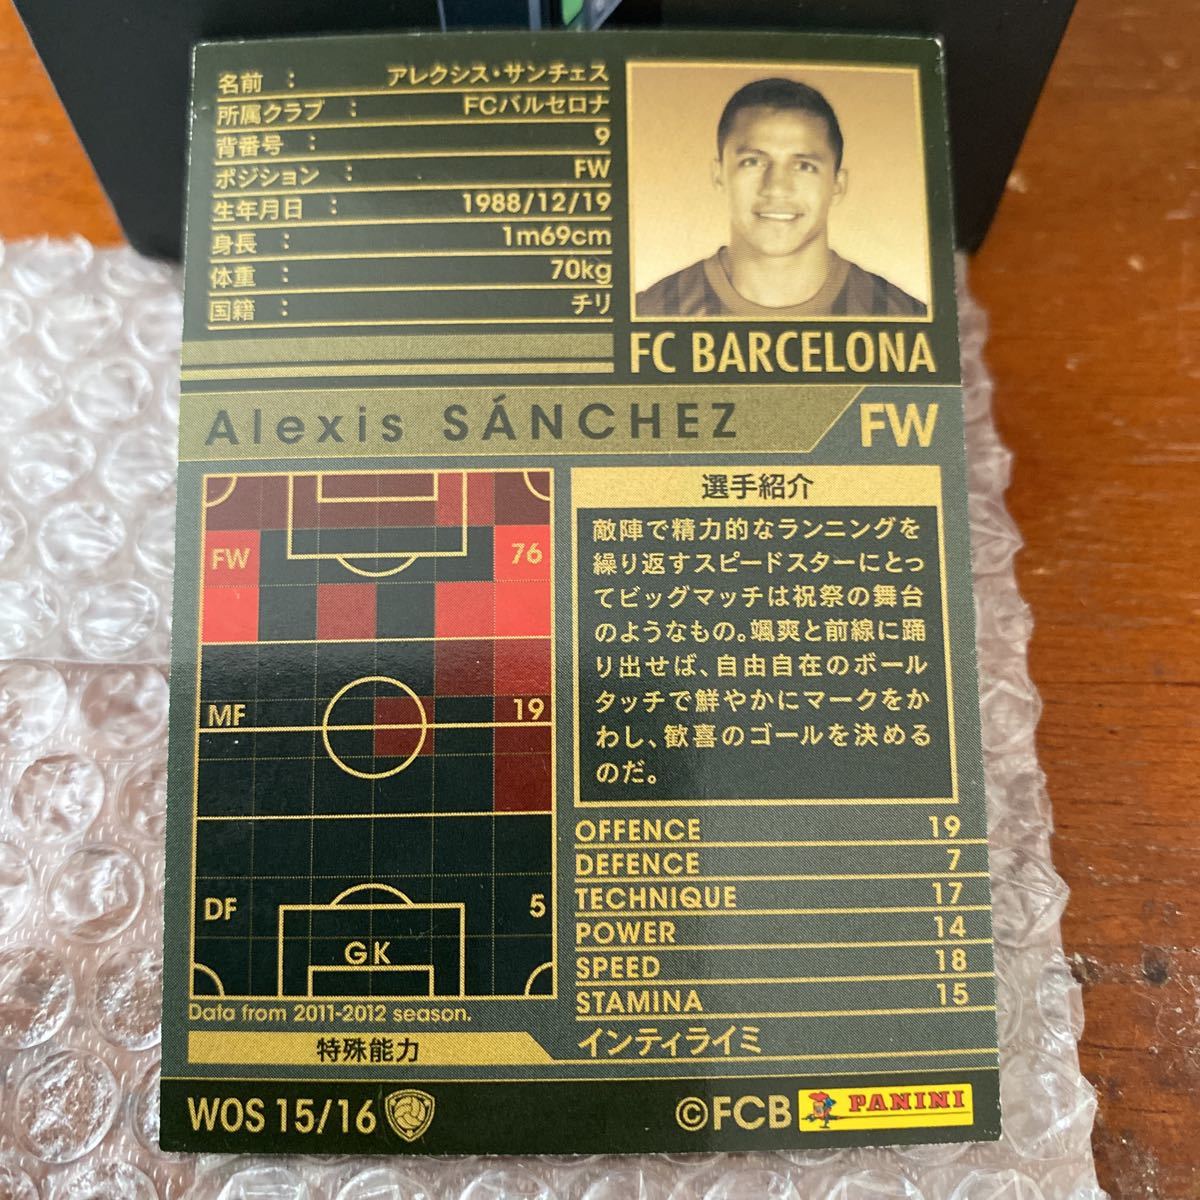 名前 : アレクシス・サンチェス
所属クラブ : FCバルセロナ
背番号 : 9
ポジション : FW
生年月日 : 1988/12/19
身長 : 1m69cm
体重 : 70kg
国籍 : チリ
FC BARCELONA
Alexis SÁNCHEZ FW
FW 76
MF 19
DF 5
GK
Data from 2011-2012 season.
選手紹介
敵陣で精力的なランニングを
繰り返すスピードスターにとっ
てビッグマッチは祝祭の舞台
のようなもの。颯爽と前線に踊
り出せば、自由自在のボール
タッチで鮮やかにマークをか
わし、歓喜のゴールを決める
のだ。
OFFENCE 19
DEFENCE 7
TECHNIQUE 17
POWER 14
SPEED 18
STAMINA 15
特殊能力 インティライミ
WOS 15/16 ©FCB PANINI